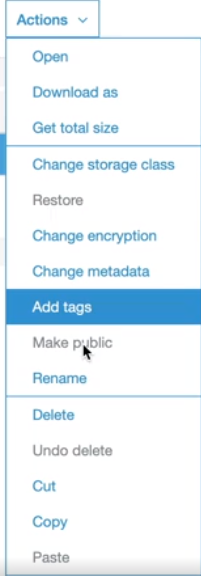 Actions
Open
Download as
Get total size
Change storage class
Restore
Change encryption
Change metadata
Add tags
Make public
Rename
Delete
Undo delete
Cut
Copy
Paste